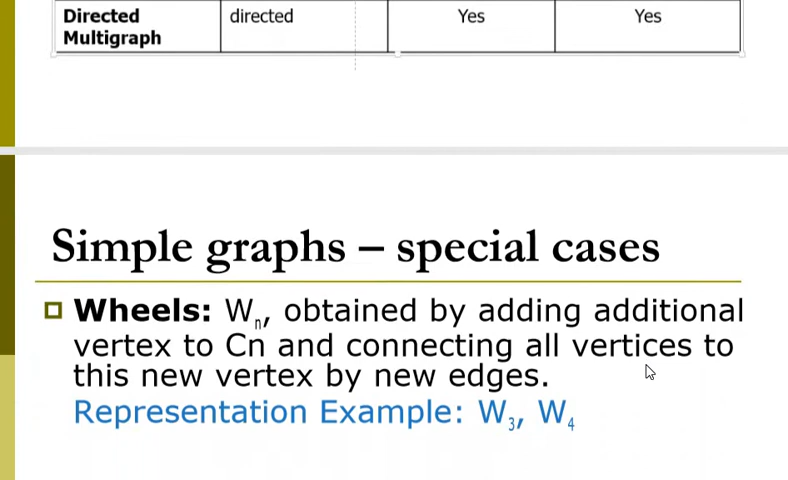 Directed directed Yes Yes
Multigraph
Simple graphs – special cases
Wheels: Wn, obtained by adding additional
vertex to Cn and connecting all vertices to
this new vertex by new edges.
Representation Example: W3, W4